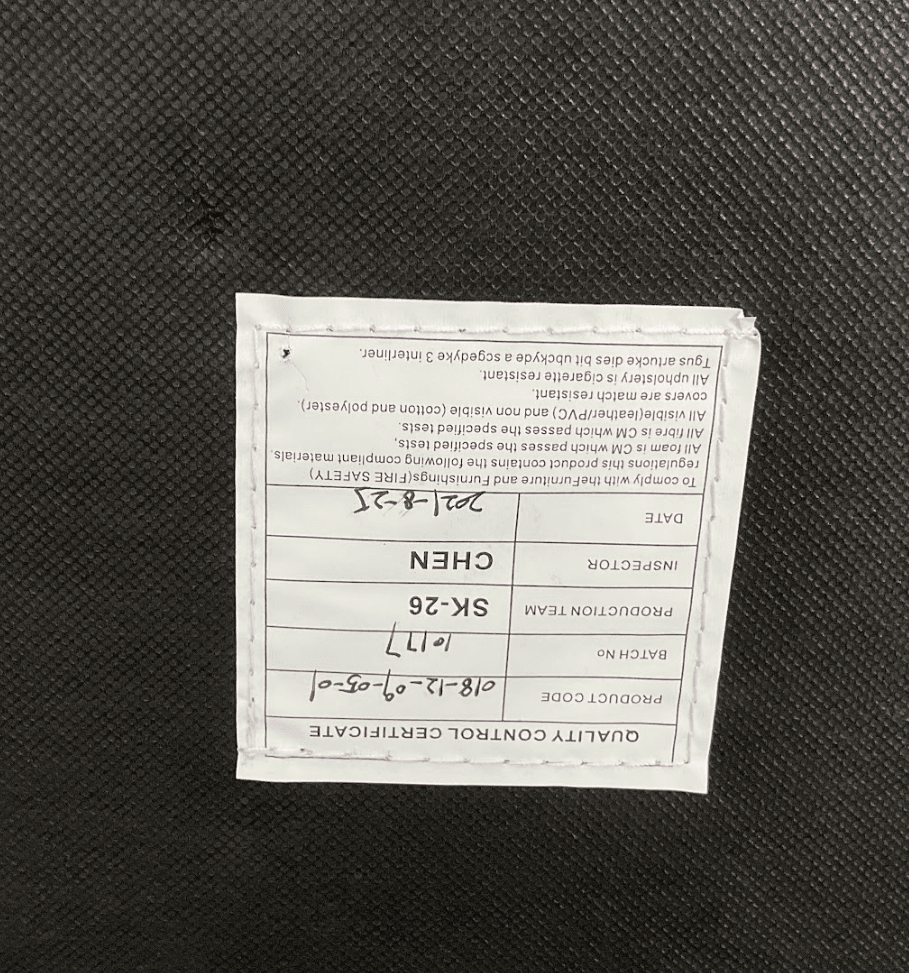 QUALITY CONTROL CERTIFICATE
PRODUCT CODE 018-12-09-05-01
BATCH No 10177
PRODUCTION TEAM SK-26
INSPECTOR CHEN
DATE 2021-8-25
To comply with theFurniture and Furnishings(FIRE SAFETY)
regulations this product contains the following compliant materials.
All foam is CM which passes the specified tests,
All fibre is CM which passes the specified tests.
All visible(leather/PVC) and non visible (cotton and polyester).
covers are match resistant.
All upholstery is cigarette resistant.
Tgus artucke dies bit ubckyde a scgedyke 3 interliner.